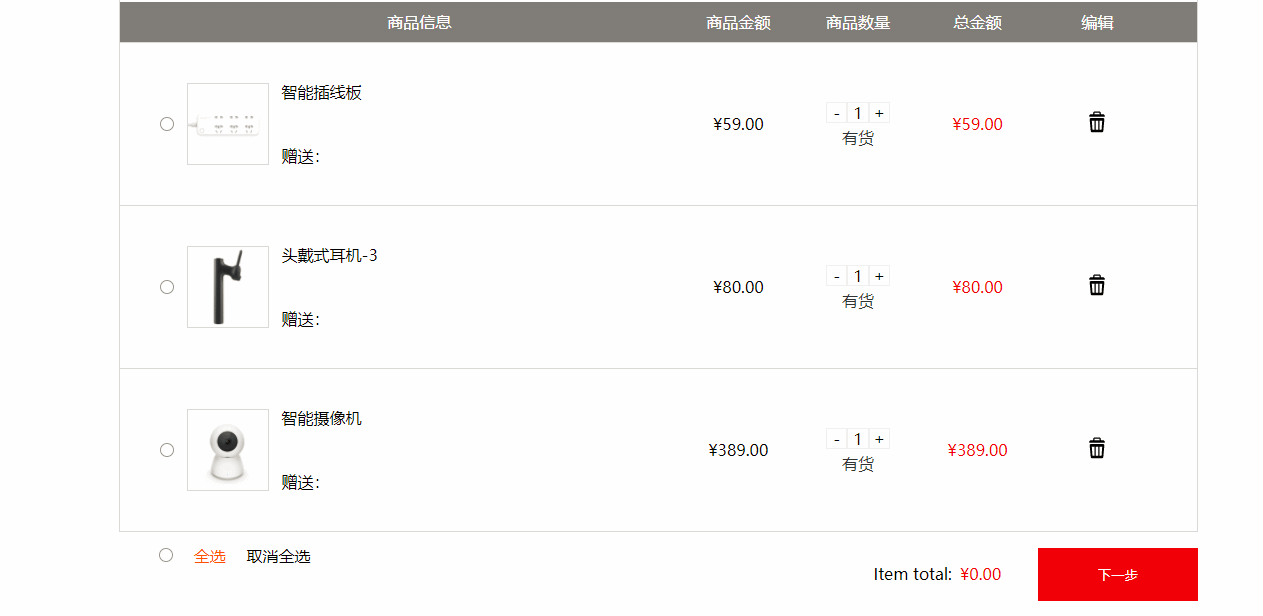 商品信息 商品金额 商品数量 总金额 编辑
智能插线板
赠送：
¥59.00
- 1 +
有货
¥59.00
头戴式耳机-3
赠送：
¥80.00
- 1 +
有货
¥80.00
智能摄像机
赠送：
¥389.00
- 1 +
有货
¥389.00
全选 取消全选
Item total: ¥0.00
下一步